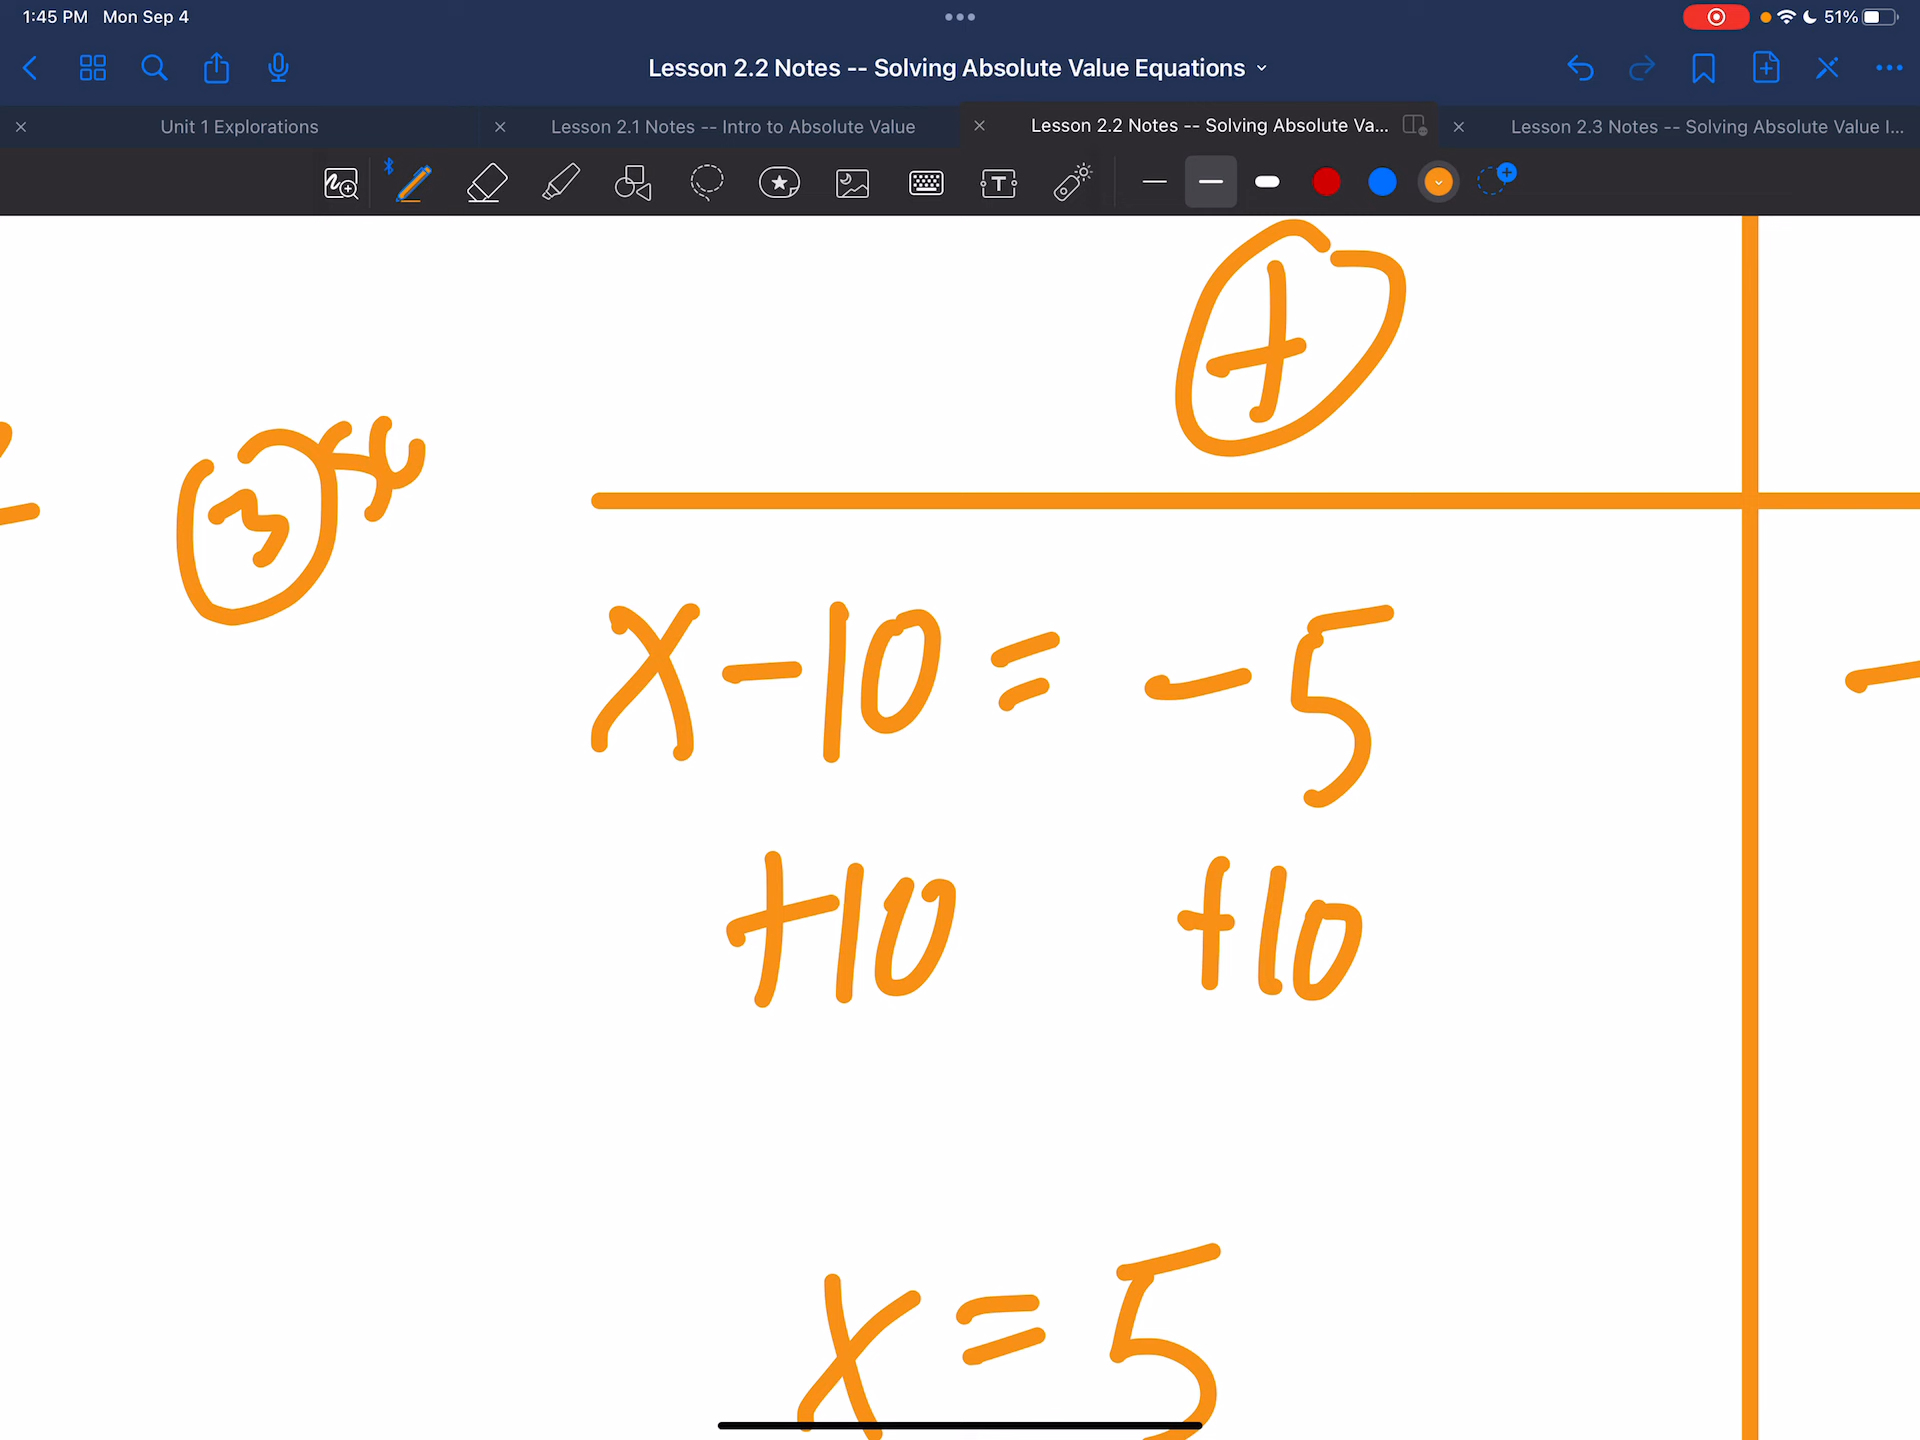 1:45 PM Mon Sep 4
51%
Lesson 2.2 Notes -- Solving Absolute Value Equations
Unit 1 Explorations
Lesson 2.1 Notes -- Intro to Absolute Value
Lesson 2.2 Notes -- Solving Absolute Va...
Lesson 2.3 Notes -- Solving Absolute Value I...
+
3
x - 10 = - 5
+10 +10
x = 5